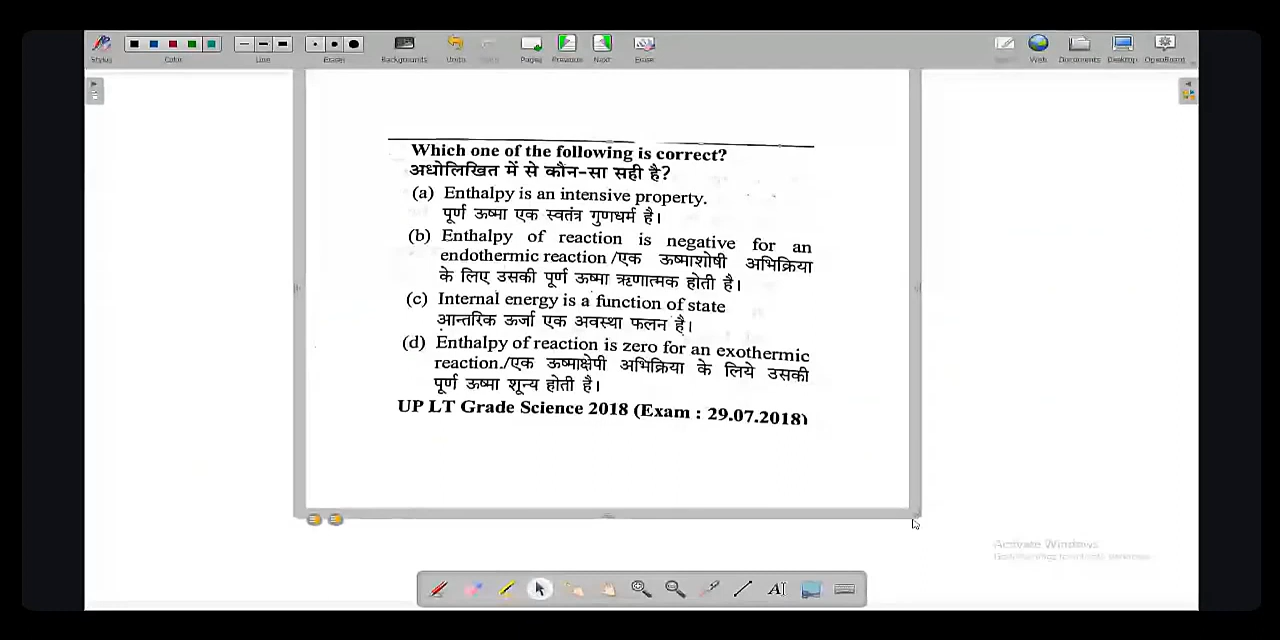 Stylus
Color
Line
Eraser
Backgrounds
Undo
Pages
Previous
Next
Erase
Web
Documents
Desktop
OpenBoard
Which one of the following is correct?
अधोलिखित में से कौन-सा सही है?
(a) Enthalpy is an intensive property.
पूर्ण ऊष्मा एक स्वतंत्र गुणधर्म है।
(b) Enthalpy of reaction is negative for an
endothermic reaction /एक ऊष्माशोषी अभिक्रिया
के लिए उसकी पूर्ण ऊष्मा ऋणात्मक होती है।
(c) Internal energy is a function of state
आन्तरिक ऊर्जा एक अवस्था फलन है।
(d) Enthalpy of reaction is zero for an exothermic
reaction./एक ऊष्माक्षेपी अभिक्रिया के लिये उसकी
पूर्ण ऊष्मा शून्य होती है।
UP LT Grade Science 2018 (Exam : 29.07.2018)
Activate Windows